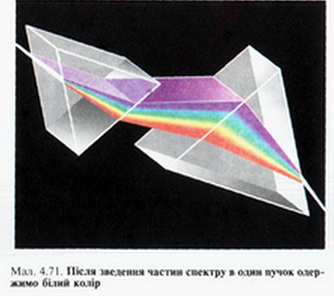 Мал. 4.71. Після зведення частин спектру в один пучок одер-
жимо білий колір